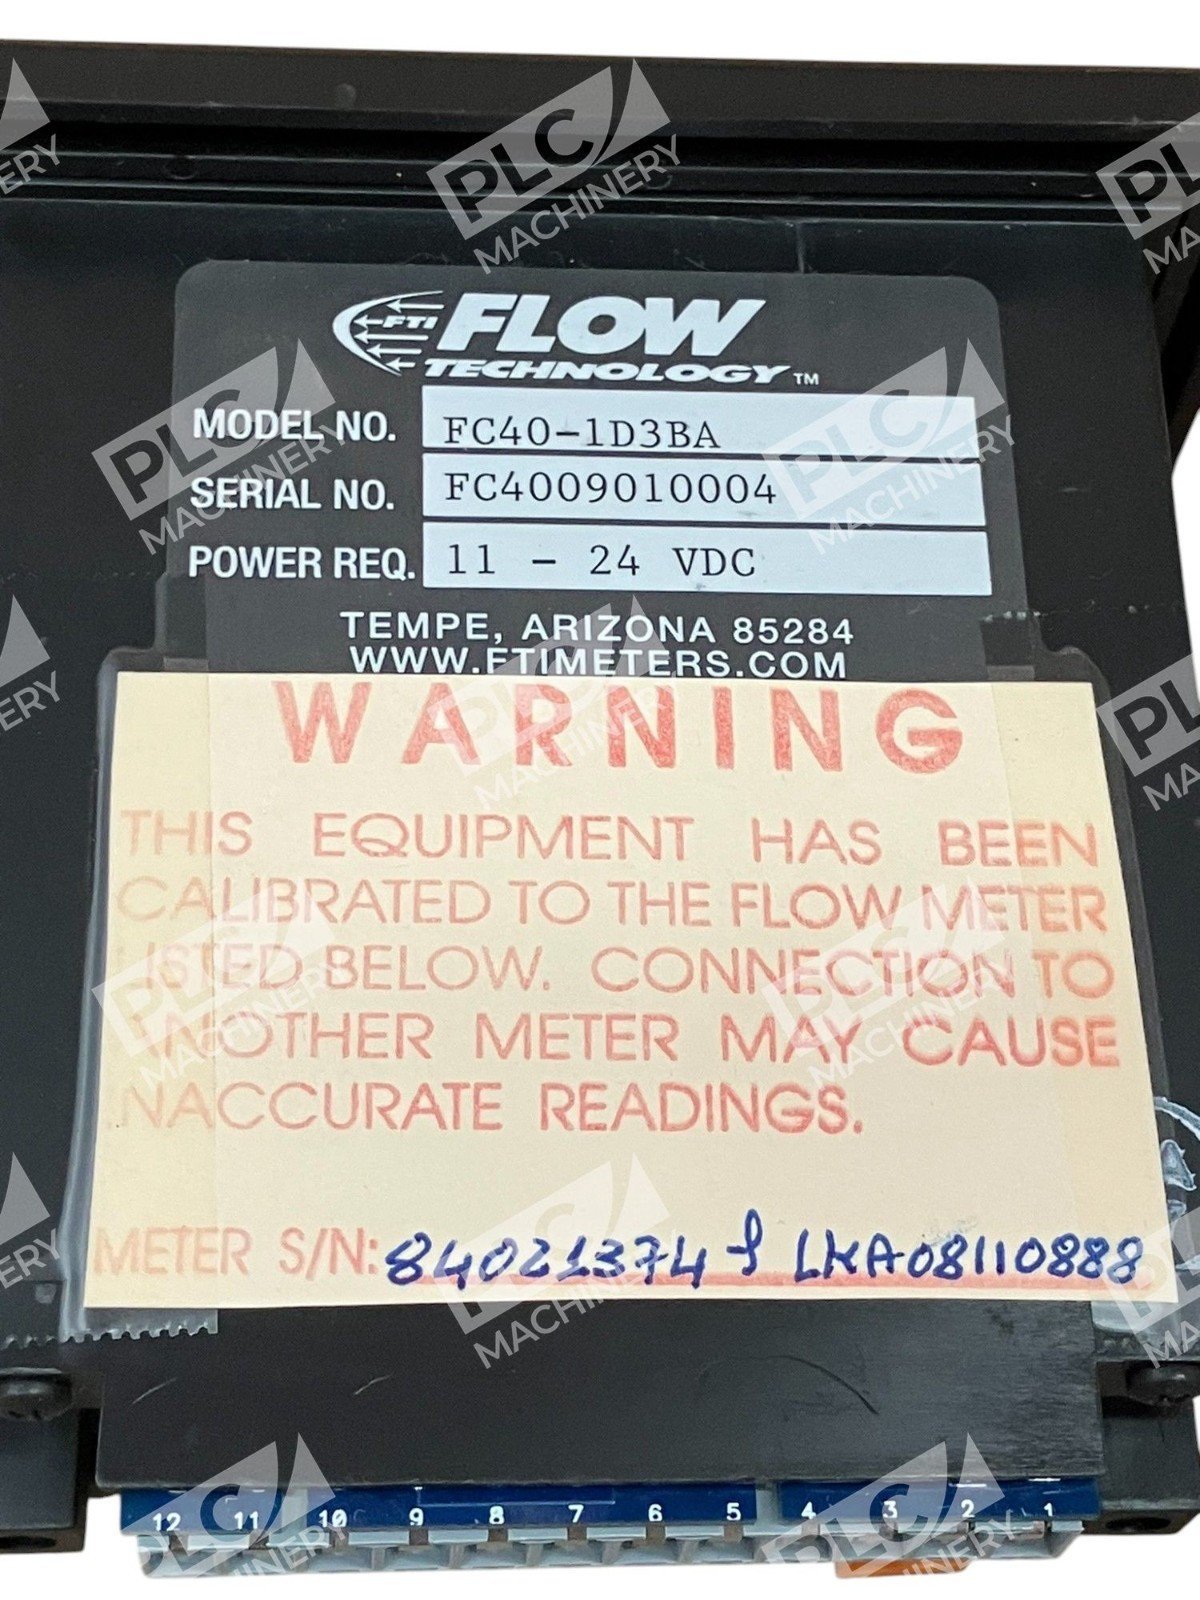 FTI FLOW
TECHNOLOGY ™
MODEL NO. FC40-1D3BA
SERIAL NO. FC4009010004
POWER REQ. 11 - 24 VDC
TEMPE, ARIZONA 85284
WWW.FTIMETERS.COM
WARNING
THIS EQUIPMENT HAS BEEN
CALIBRATED TO THE FLOW METER
LISTED BELOW. CONNECTION TO
ANOTHER METER MAY CAUSE
INACCURATE READINGS.
METER S/N: 84021374 & LKA08110888
12 11 10 9 8 7 6 5 4 3 2 1
PLC MACHINERY